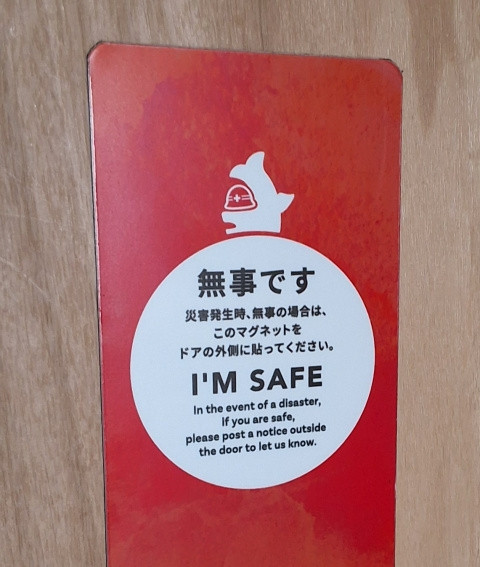 無事です
災害発生時、無事の場合は、
このマグネットを
ドアの外側に貼ってください。
I'M SAFE
In the event of a disaster,
if you are safe,
please post a notice outside
the door to let us know.